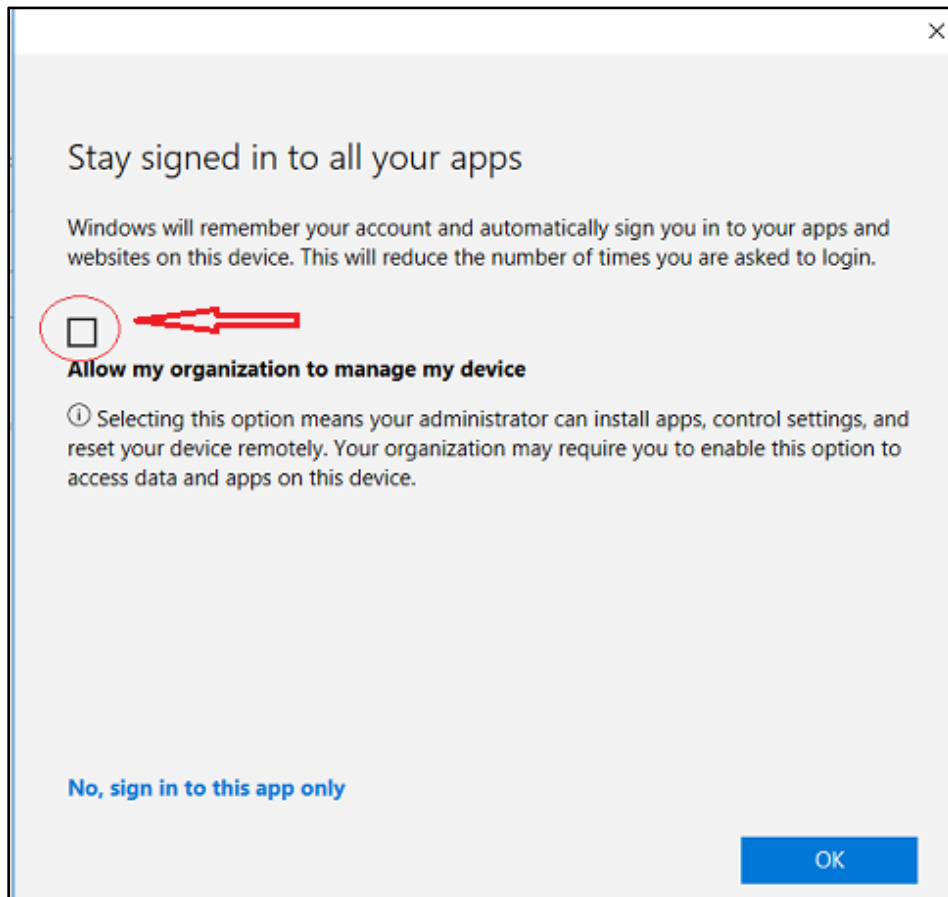 Stay signed in to all your apps
Windows will remember your account and automatically sign you in to your apps and
websites on this device. This will reduce the number of times you are asked to login.
Allow my organization to manage my device
Selecting this option means your administrator can install apps, control settings, and
reset your device remotely. Your organization may require you to enable this option to
access data and apps on this device.
No, sign in to this app only
OK